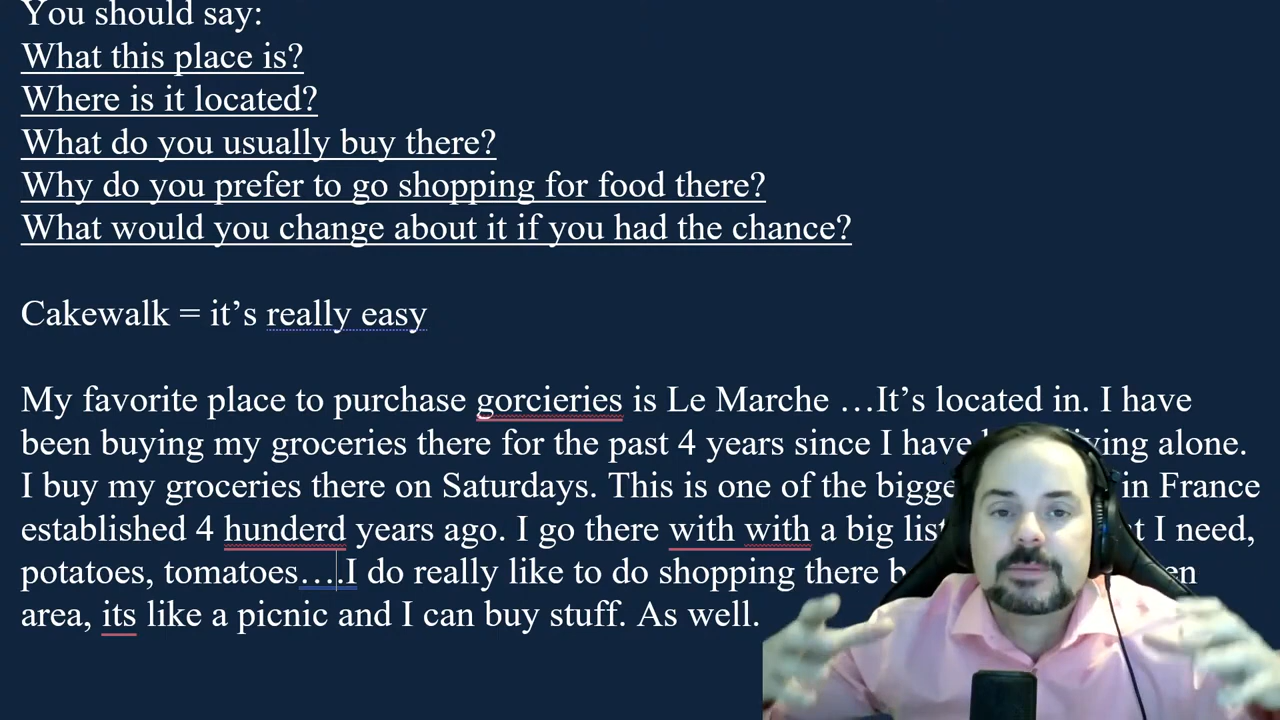 You should say:
What this place is?
Where is it located?
What do you usually buy there?
Why do you prefer to go shopping for food there?
What would you change about it if you had the chance?
Cakewalk = it’s really easy
My favorite place to purchase gorcieries is Le Marche …It’s located in. I have
been buying my groceries there for the past 4 years since I have living alone.
I buy my groceries there on Saturdays. This is one of the in France
established 4 hunderd years ago. I go there with with a big list I need,
potatoes, tomatoes….I do really like to do shopping there
area, its like a picnic and I can buy stuff. As well.